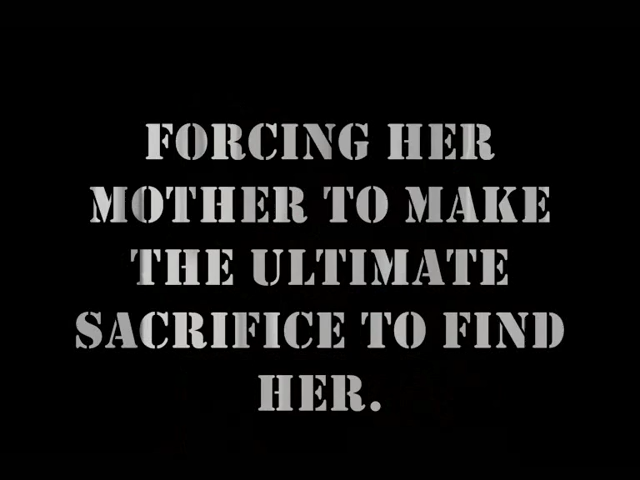 FORCING HER
MOTHER TO MAKE
THE ULTIMATE
SACRIFICE TO FIND
HER.